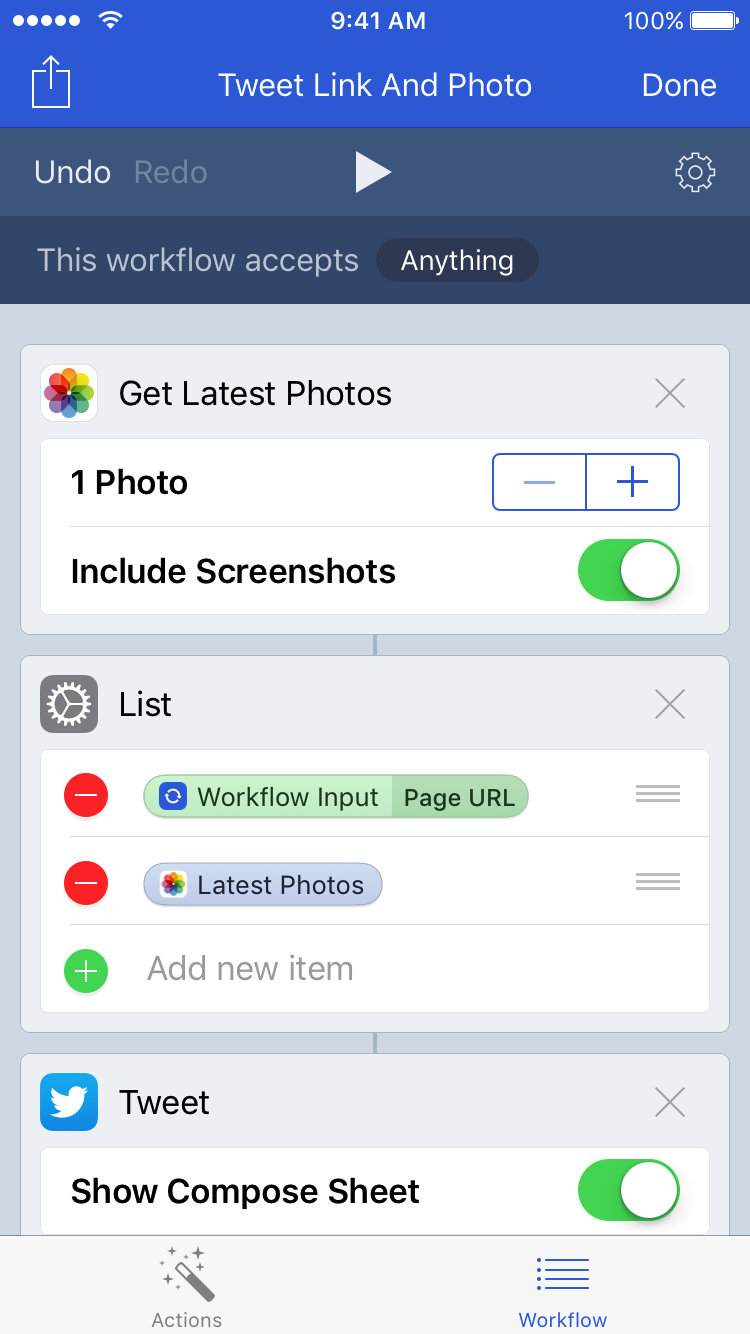 9:41 AM 100%
Tweet Link And Photo Done
Undo Redo
This workflow accepts Anything
Get Latest Photos
1 Photo
Include Screenshots
List
Workflow Input Page URL
Latest Photos
Add new item
Tweet
Show Compose Sheet
Actions Workflow